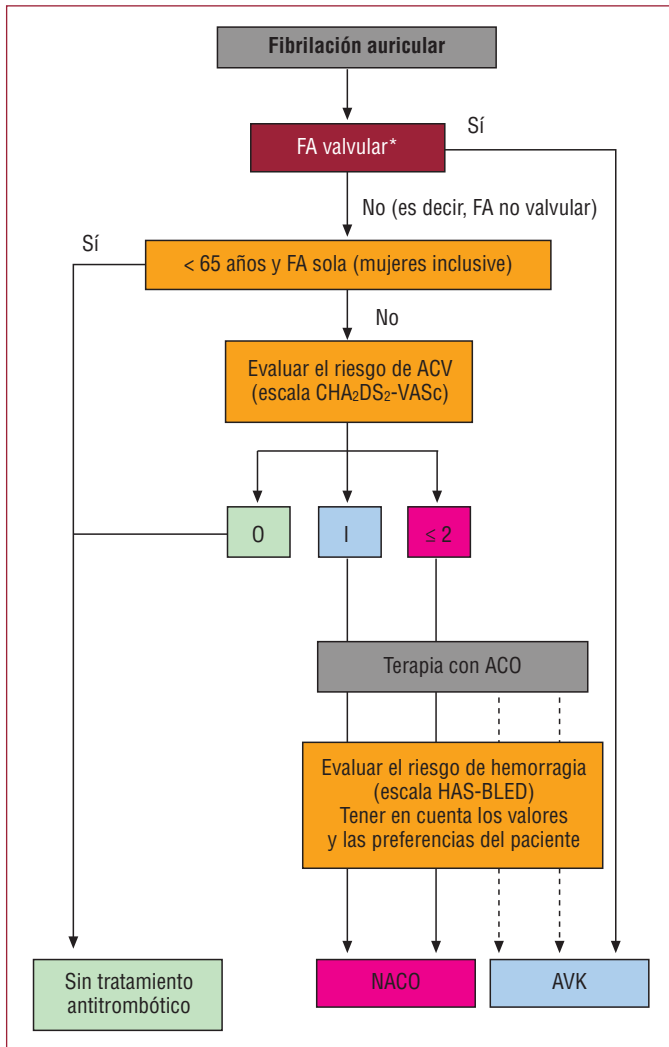 Fibrilación auricular
Sí
FA valvular*
No (es decir, FA no valvular)
Sí
< 65 años y FA sola (mujeres inclusive)
No
Evaluar el riesgo de ACV
(escala CHA₂DS₂-VASc)
O
I
≤ 2
Terapia con ACO
Evaluar el riesgo de hemorragia
(escala HAS-BLED)
Tener en cuenta los valores
y las preferencias del paciente
Sin tratamiento
antitrombótico
NACO
AVK